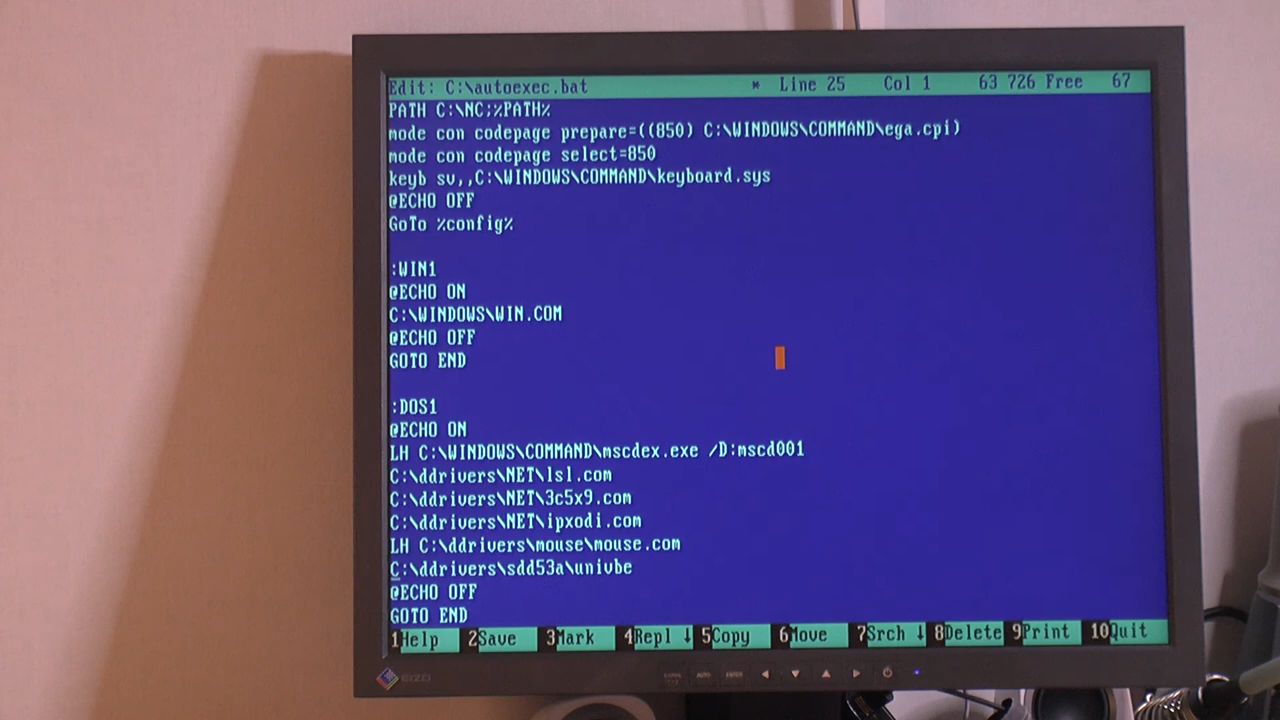 Edit: C:\autoexec.bat * Line 25 Col 1 63 726 Free 67
PATH C:\NC;%PATH%
mode con codepage prepare=((850) C:\WINDOWS\COMMAND\ega.cpi)
mode con codepage select=850
keyb sv,,C:\WINDOWS\COMMAND\keyboard.sys
@ECHO OFF
GoTo %config%
:WIN1
@ECHO ON
C:\WINDOWS\WIN.COM
@ECHO OFF
GOTO END
:DOS1
@ECHO ON
LH C:\WINDOWS\COMMAND\mscdex.exe /D:mscd001
C:\ddrivers\NET\lsl.com
C:\ddrivers\NET\3c5x9.com
C:\ddrivers\NET\ipxodi.com
LH C:\ddrivers\mouse\mouse.com
C:\ddrivers\sdd53a\univbe
@ECHO OFF
GOTO END
1Help 2Save 3Mark 4Repl ↓ 5Copy 6Move 7Srch ↓ 8Delete 9Print 10Quit
EIZO AUTO ENTER